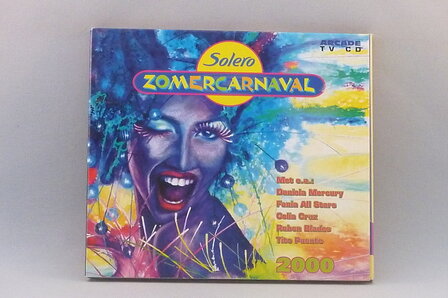 Solero
ZOMERCARNAVAL
ARCADE
TV CD
Met o.a.:
Daniela Mercury
Fania All Stars
Celia Cruz
Ruben Blades
Tito Puente
2000